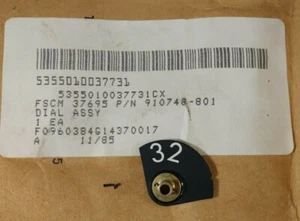 5355010037731
5355010037731CX
FSCM 37695 P/N 910748-801
DIAL ASSY
1 EA
F0960384G14370017
A 11/85
32